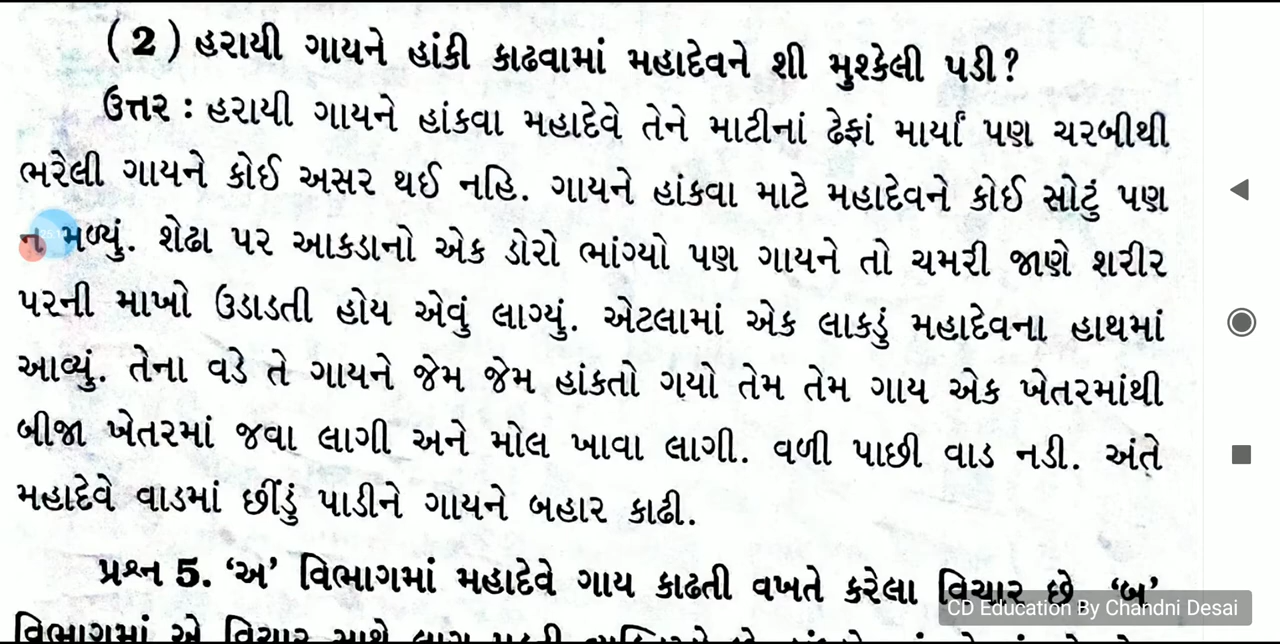 (2) હરાયી ગાયને હાંકી કાઢવામાં મહાદેવને શી મુશ્કેલી પડી?
ઉત્તર : હરાયી ગાયને હાંકવા મહાદેવે તેને માટીનાં ઢેફાં માર્યાં પણ ચરબીથી
ભરેલી ગાયને કોઈ અસર થઈ નહિ. ગાયને હાંકવા માટે મહાદેવને કોઈ સોટું પણ
ન મળ્યું. શેઢા પર આકડાનો એક ડોરો ભાંગ્યો પણ ગાયને તો ચમરી જાણે શરીર
પરની માખો ઉડાડતી હોય એવું લાગ્યું. એટલામાં એક લાકડું મહાદેવના હાથમાં
આવ્યું. તેના વડે તે ગાયને જેમ જેમ હાંકતો ગયો તેમ તેમ ગાય એક ખેતરમાંથી
બીજા ખેતરમાં જવા લાગી અને મોલ ખાવા લાગી. વળી પાછી વાડ નડી. અંતે
મહાદેવે વાડમાં છીંડું પાડીને ગાયને બહાર કાઢી.
પ્રશ્ન 5. ‘અ’ વિભાગમાં મહાદેવે ગાય કાઢતી વખતે કરેલા વિચાર છે ‘બ’
CD Education By Chandni Desai
વિભાગમાં એ વિચાર સાથે